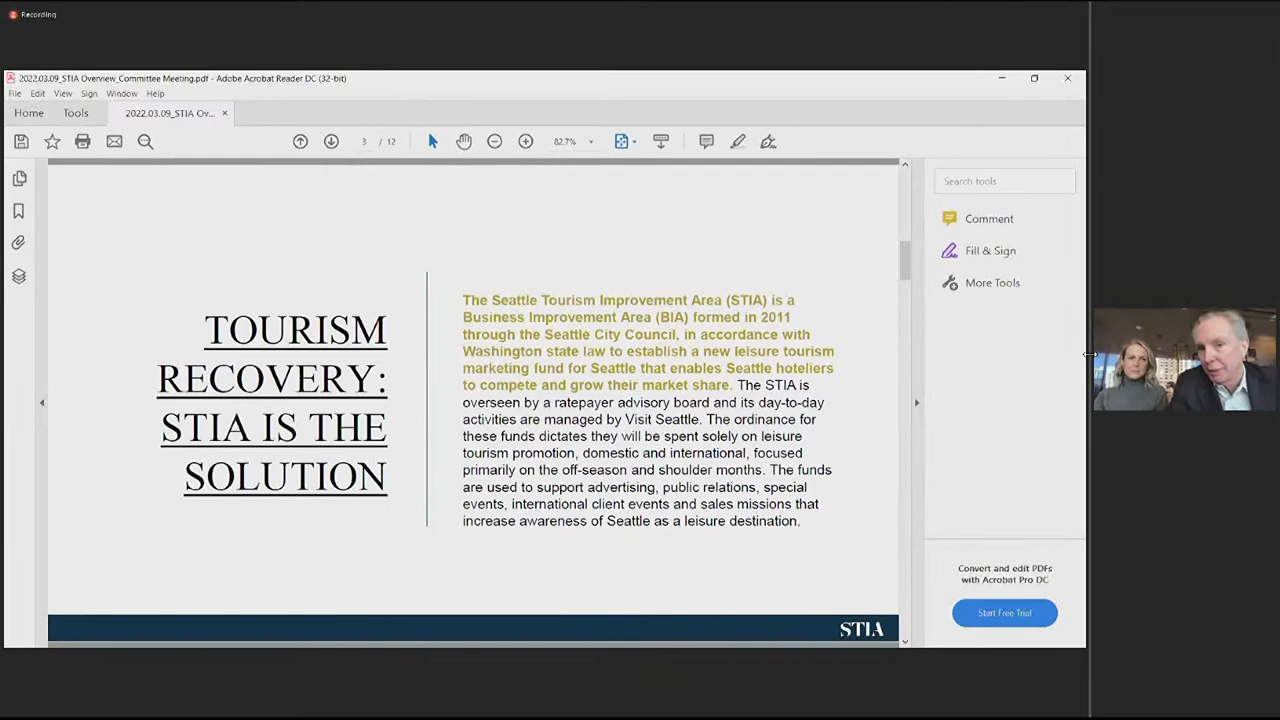 Recording
2022.03.09_STIA Overview_Committee Meeting.pdf - Adobe Acrobat Reader DC (32-bit)
File Edit View Sign Window Help
Home Tools 2022.03.09_STIA Ov... ×
3 / 12 82.7%
Search tools
Comment
Fill & Sign
More Tools
TOURISM
RECOVERY:
STIA IS THE
SOLUTION
The Seattle Tourism Improvement Area (STIA) is a
Business Improvement Area (BIA) formed in 2011
through the Seattle City Council, in accordance with
Washington state law to establish a new leisure tourism
marketing fund for Seattle that enables Seattle hoteliers
to compete and grow their market share. The STIA is
overseen by a ratepayer advisory board and its day-to-day
activities are managed by Visit Seattle. The ordinance for
these funds dictates they will be spent solely on leisure
tourism promotion, domestic and international, focused
primarily on the off-season and shoulder months. The funds
are used to support advertising, public relations, special
events, international client events and sales missions that
increase awareness of Seattle as a leisure destination.
Convert and edit PDFs
with Acrobat Pro DC
Start Free Trial
STIA